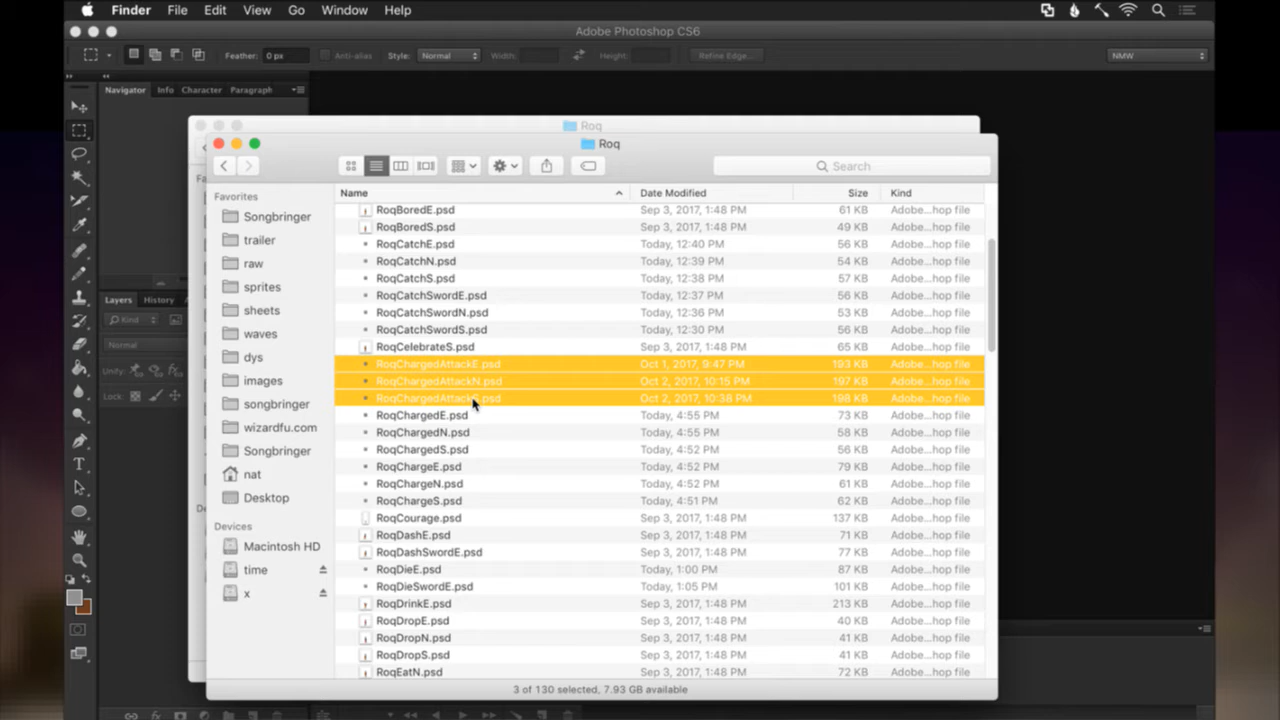 Finder File Edit View Go Window Help
Adobe Photoshop CS6
Feather: 0 px Anti-alias Style: Normal Width: Height: Refine Edge... NMW
Navigator Info Character Paragraph
Roq
Roq
Search
Favorites
Songbringer
trailer
raw
sprites
sheets
waves
dys
images
songbringer
wizardfu.com
Songbringer
nat
Desktop
Devices
Macintosh HD
time
x
Name Date Modified Size Kind
RoqBoredE.psd Sep 3, 2017, 1:48 PM 61 KB Adobe...hop file
RoqBoredS.psd Sep 3, 2017, 1:48 PM 49 KB Adobe...hop file
RoqCatchE.psd Today, 12:40 PM 56 KB Adobe...hop file
RoqCatchN.psd Today, 12:39 PM 54 KB Adobe...hop file
RoqCatchS.psd Today, 12:38 PM 57 KB Adobe...hop file
RoqCatchSwordE.psd Today, 12:37 PM 56 KB Adobe...hop file
RoqCatchSwordN.psd Today, 12:36 PM 53 KB Adobe...hop file
RoqCatchSwordS.psd Today, 12:30 PM 56 KB Adobe...hop file
RoqCelebrateS.psd Sep 3, 2017, 1:48 PM 65 KB Adobe...hop file
RoqChargedAttackE.psd Oct 1, 2017, 9:47 PM 193 KB Adobe...hop file
RoqChargedAttackN.psd Oct 2, 2017, 10:15 PM 197 KB Adobe...hop file
RoqChargedAttackS.psd Oct 2, 2017, 10:38 PM 198 KB Adobe...hop file
RoqChargedE.psd Today, 4:55 PM 73 KB Adobe...hop file
RoqChargedN.psd Today, 4:55 PM 58 KB Adobe...hop file
RoqChargedS.psd Today, 4:52 PM 56 KB Adobe...hop file
RoqChargeE.psd Today, 4:52 PM 79 KB Adobe...hop file
RoqChargeN.psd Today, 4:52 PM 61 KB Adobe...hop file
RoqChargeS.psd Today, 4:51 PM 62 KB Adobe...hop file
RoqCourage.psd Sep 3, 2017, 1:48 PM 137 KB Adobe...hop file
RoqDashE.psd Sep 3, 2017, 1:48 PM 71 KB Adobe...hop file
RoqDashSwordE.psd Sep 3, 2017, 1:48 PM 77 KB Adobe...hop file
RoqDieE.psd Today, 1:00 PM 87 KB Adobe...hop file
RoqDieSwordE.psd Today, 1:05 PM 101 KB Adobe...hop file
RoqDrinkE.psd Sep 3, 2017, 1:48 PM 213 KB Adobe...hop file
RoqDropE.psd Sep 3, 2017, 1:48 PM 40 KB Adobe...hop file
RoqDropN.psd Sep 3, 2017, 1:48 PM 41 KB Adobe...hop file
RoqDropS.psd Sep 3, 2017, 1:48 PM 41 KB Adobe...hop file
RoqEatN.psd Sep 3, 2017, 1:48 PM 72 KB Adobe...hop file
3 of 130 selected, 7.93 GB available
Layers History
Kind
Normal
Unify:
Lock: